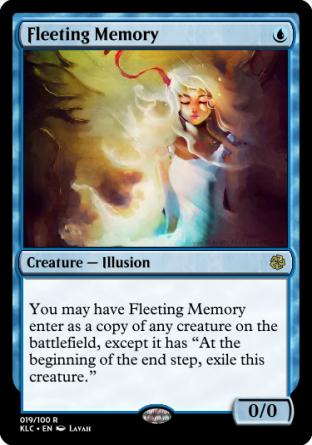 Fleeting Memory
Creature — Illusion
You may have Fleeting Memory
enter as a copy of any creature on the
battlefield, except it has “At the
beginning of the end step, exile this
creature.”
0/0
019/100 R
KLC • EN Lavah